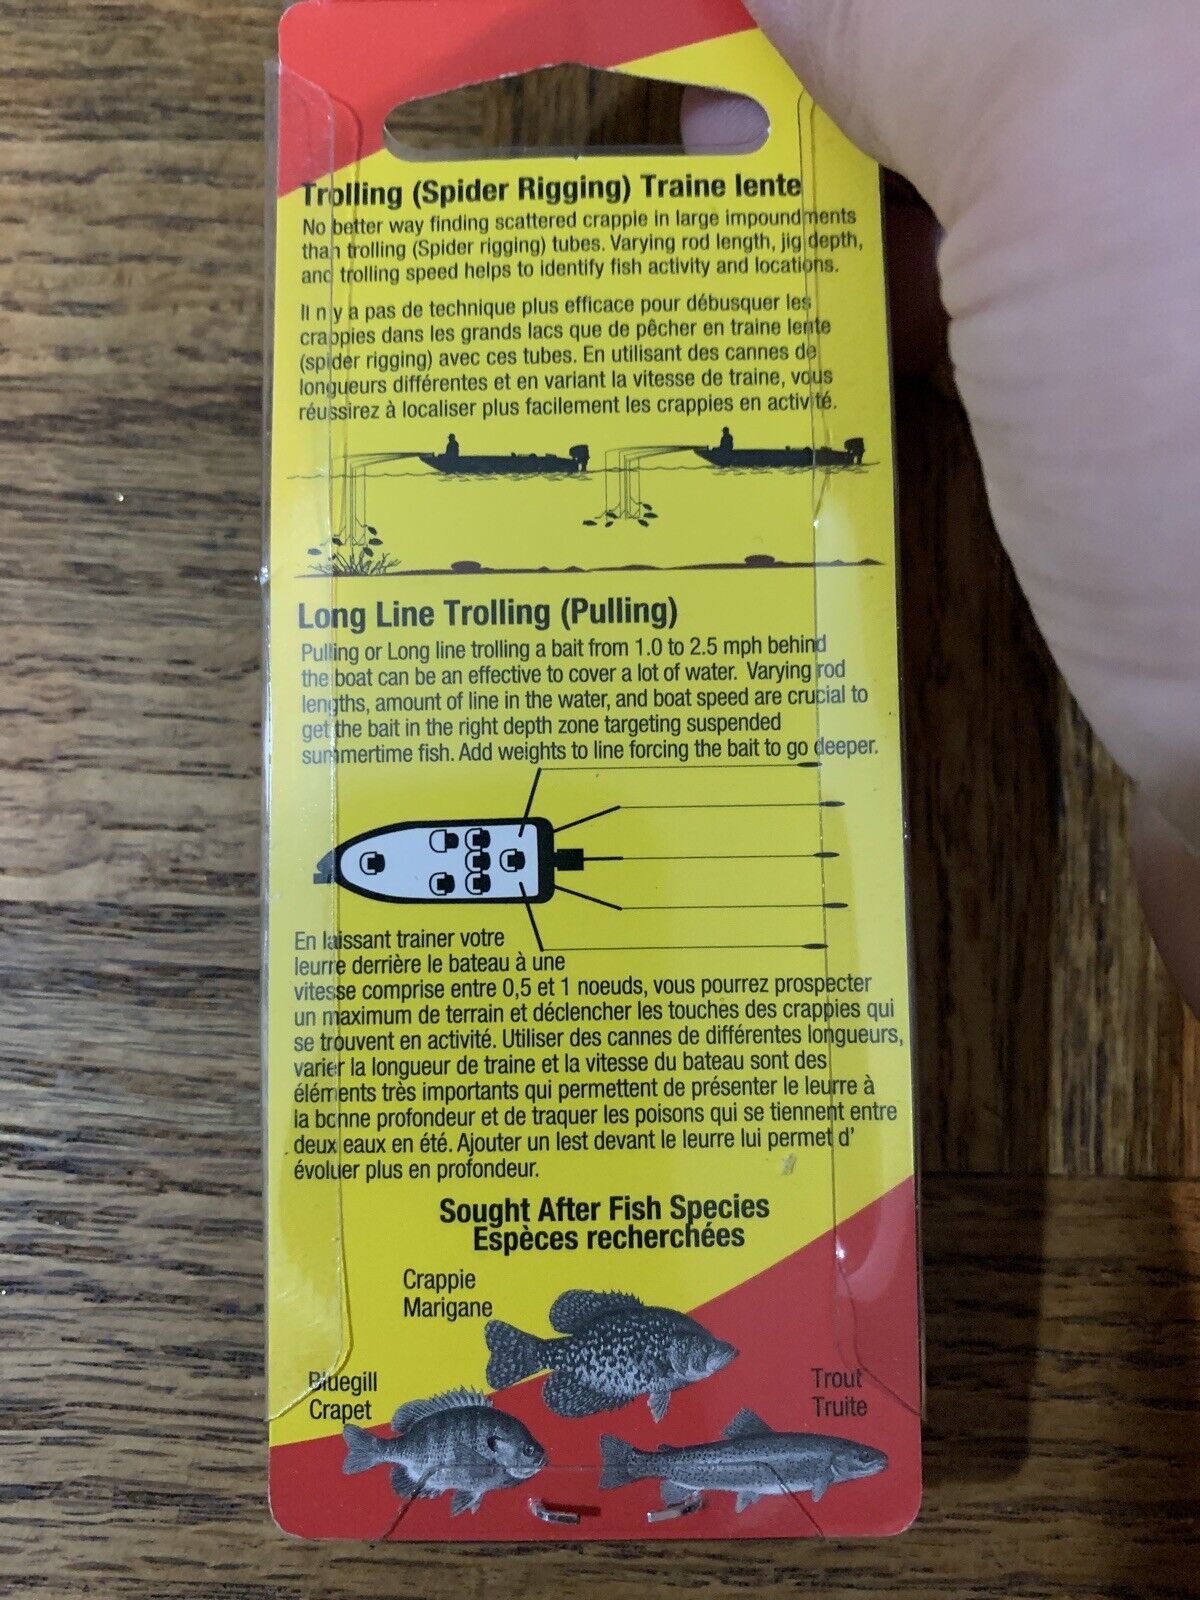 Trolling (Spider Rigging) Traine lente
No better way finding scattered crappie in large impoundments
than trolling (Spider rigging) tubes. Varying rod length, jig depth,
and trolling speed helps to identify fish activity and locations.
Il n y a pas de technique plus efficace pour débusquer les
crappies dans les grands lacs que de pêcher en traine lente
(spider rigging) avec ces tubes. En utilisant des cannes de
longueurs différentes et en variant la vitesse de traine, vous
réussirez à localiser plus facilement les crappies en activité.
Long Line Trolling (Pulling)
Pulling or Long line trolling a bait from 1.0 to 2.5 mph behind
the boat can be an effective to cover a lot of water. Varying rod
lengths, amount of line in the water, and boat speed are crucial to
get the bait in the right depth zone targeting suspended
summertime fish. Add weights to line forcing the bait to go deeper.
En laissant trainer votre
leurre derrière le bateau à une
vitesse comprise entre 0,5 et 1 noeuds, vous pourrez prospecter
un maximum de terrain et déclencher les touches des crappies qui
se trouvent en activité. Utiliser des cannes de différentes longueurs,
varier la longueur de traine et la vitesse du bateau sont des
éléments très importants qui permettent de présenter le leurre à
la bonne profondeur et de traquer les poisons qui se tiennent entre
deux eaux en été. Ajouter un lest devant le leurre lui permet d'
évoluer plus en profondeur.
Sought After Fish Species
Espèces recherchées
Crappie
Marigane
Bluegill
Crapet
Trout
Truite